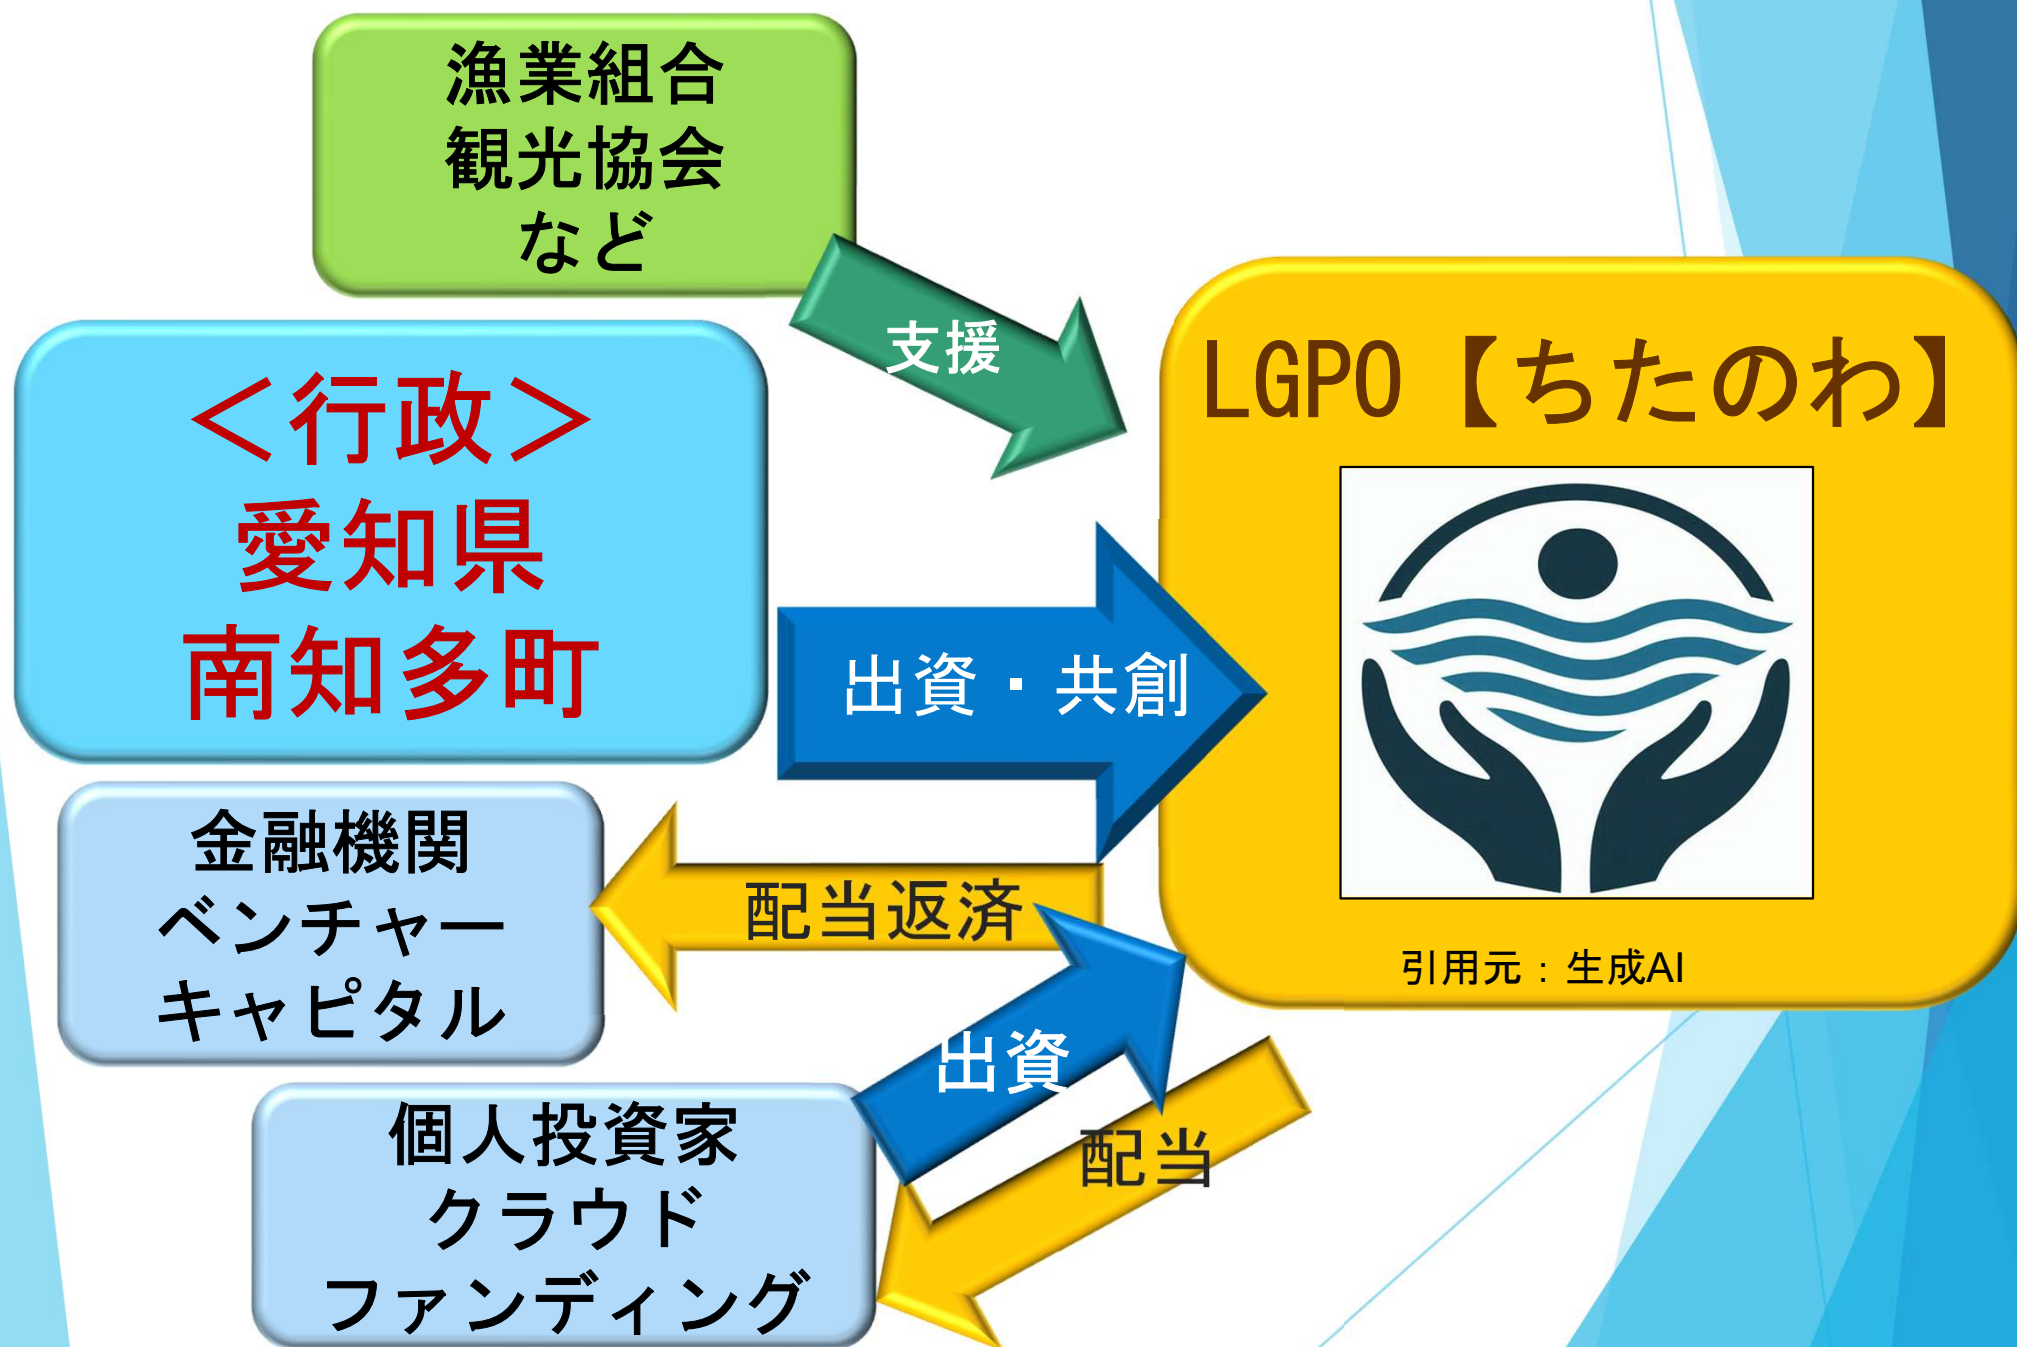 漁業組合
観光協会
など
支援
＜行政＞
愛知県
南知多町
出資・共創
LGPO【ちたのわ】
引用元：生成AI
金融機関
ベンチャー
キャピタル
配当返済
出資
配当
個人投資家
クラウド
ファンディング